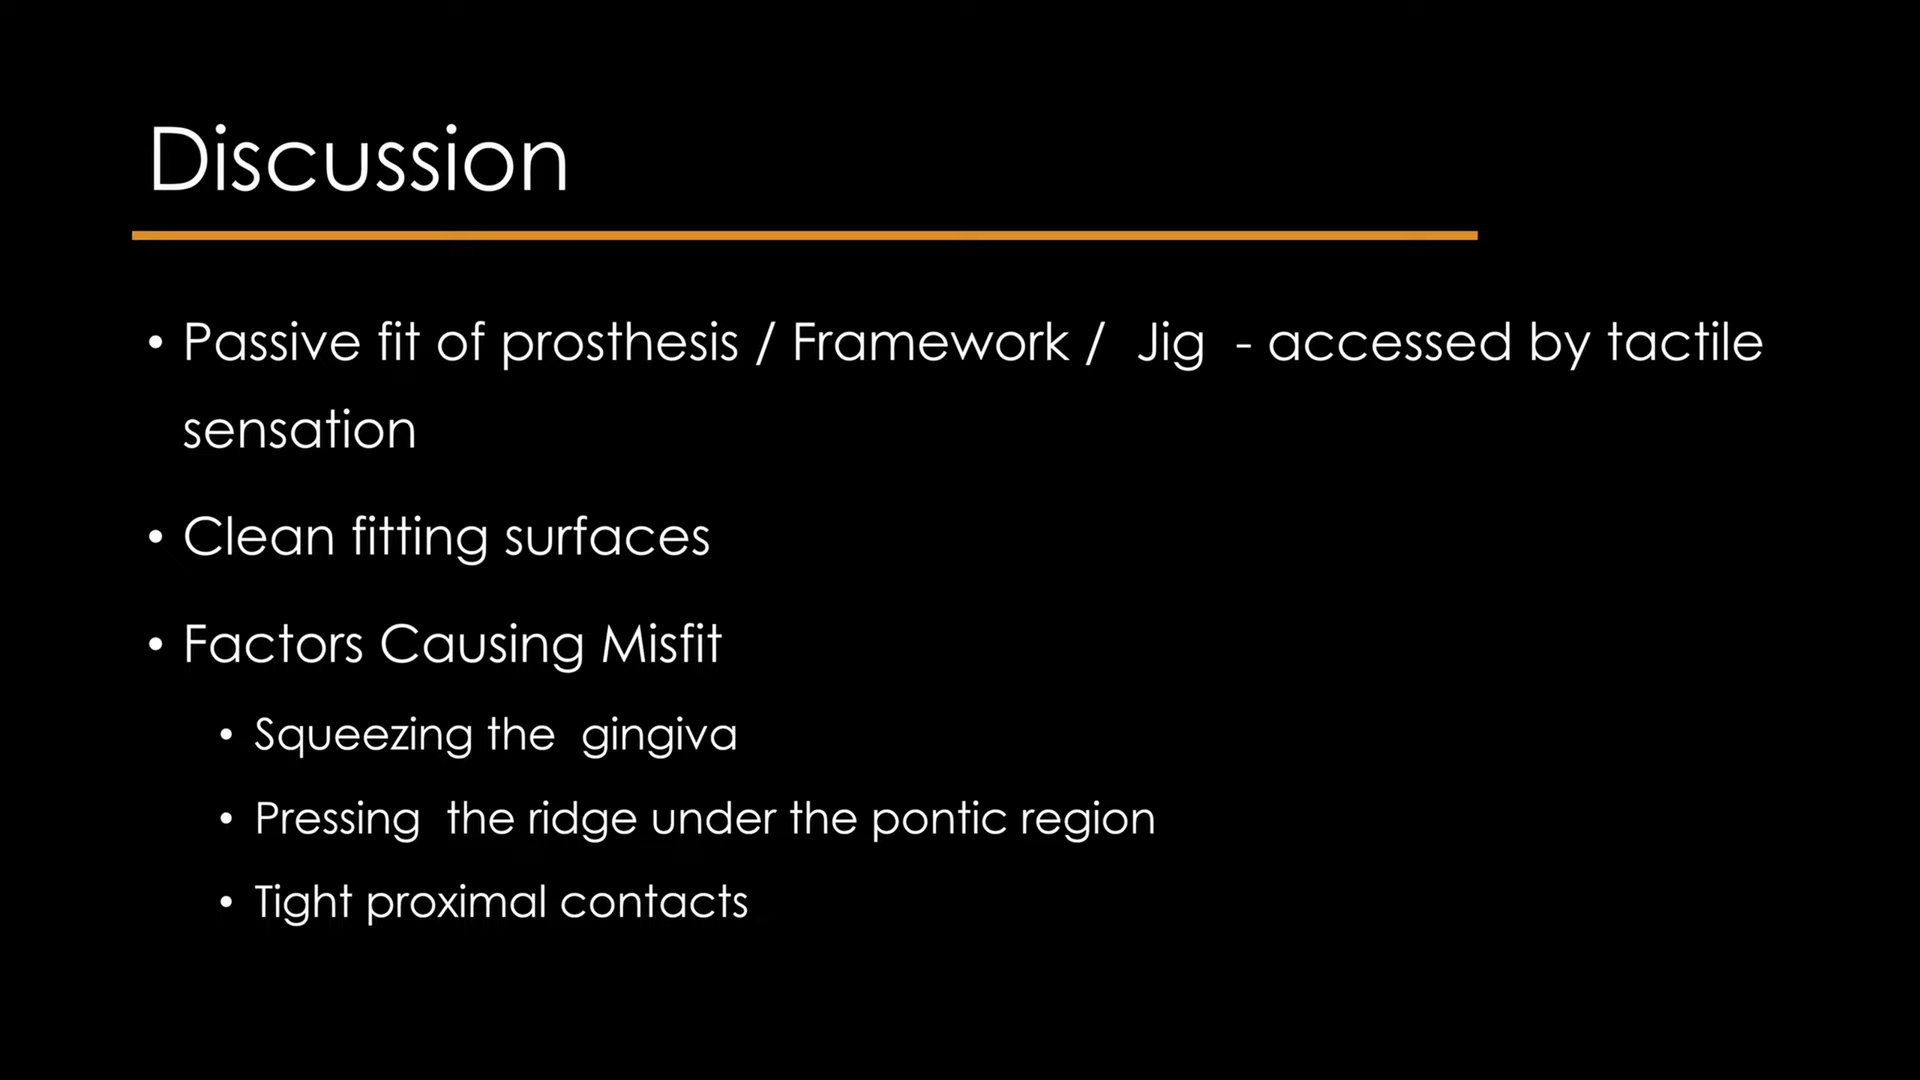 Discussion
• Passive fit of prosthesis / Framework / Jig - accessed by tactile
sensation
• Clean fitting surfaces
• Factors Causing Misfit
• Squeezing the gingiva
• Pressing the ridge under the pontic region
• Tight proximal contacts